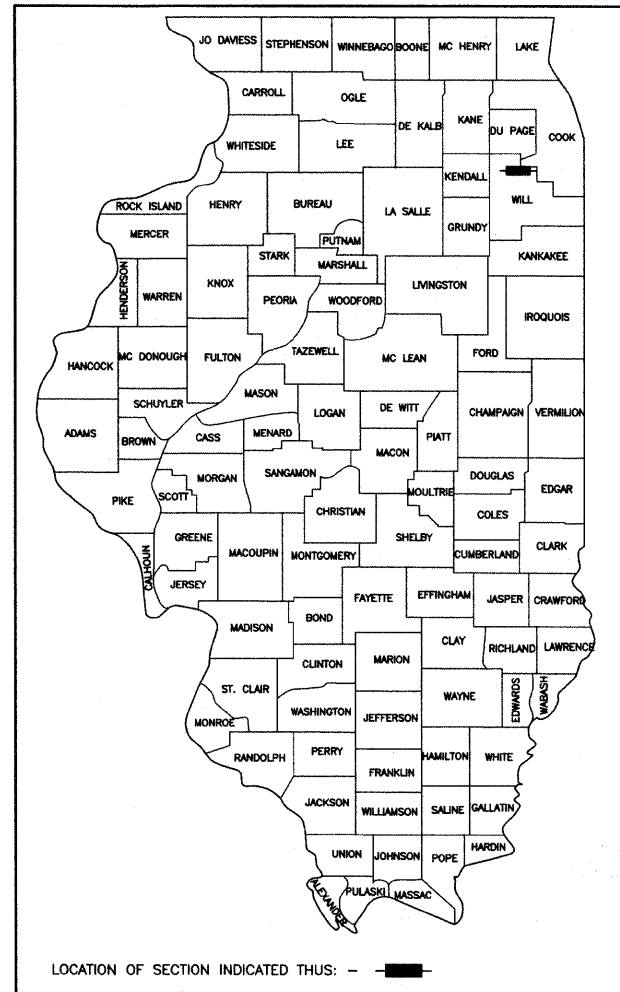 JO DAVIESS STEPHENSON WINNEBAGO BOONE MC HENRY LAKE
CARROLL OGLE DE KALB KANE DU PAGE COOK
WHITESIDE LEE
KENDALL WILL
ROCK ISLAND HENRY BUREAU LA SALLE
MERCER PUTNAM GRUNDY
STARK MARSHALL KANKAKEE
HENDERSON WARREN KNOX PEORIA WOODFORD LIVINGSTON
IROQUOIS
HANCOCK MC DONOUGH FULTON TAZEWELL MC LEAN FORD
MASON
SCHUYLER LOGAN DE WITT CHAMPAIGN VERMILION
ADAMS BROWN CASS MENARD MACON PIATT
MORGAN SANGAMON DOUGLAS
PIKE SCOTT MOULTRIE EDGAR
CHRISTIAN COLES
GREENE MACOUPIN MONTGOMERY SHELBY CUMBERLAND CLARK
CALHOUN JERSEY
FAYETTE EFFINGHAM JASPER CRAWFORD
MADISON BOND
CLAY RICHLAND LAWRENCE
CLINTON MARION
ST. CLAIR WAYNE EDWARDS WABASH
MONROE WASHINGTON JEFFERSON
RANDOLPH PERRY HAMILTON WHITE
FRANKLIN
JACKSON WILLIAMSON SALINE GALLATIN
UNION JOHNSON POPE HARDIN
ALEXANDER PULASKI MASSAC
LOCATION OF SECTION INDICATED THUS: -